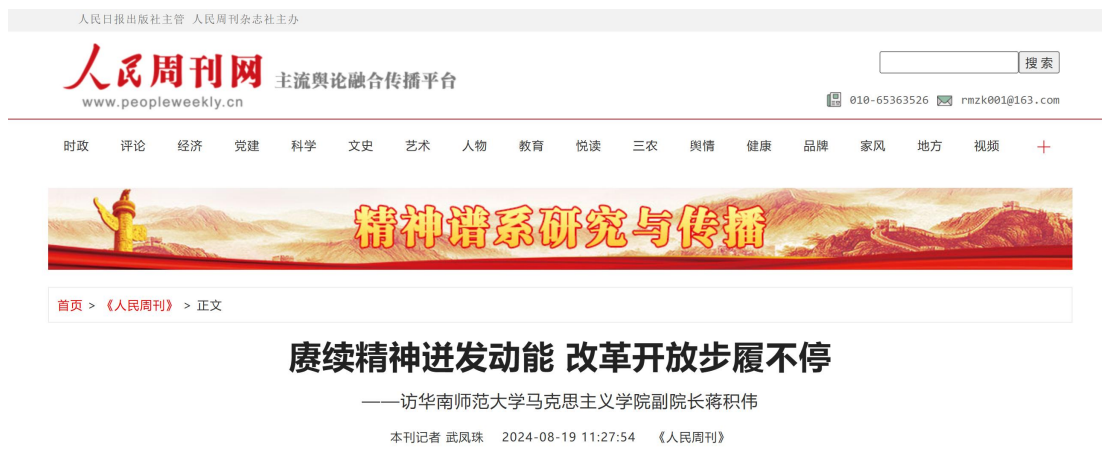 人民日报出版社主管 人民周刊杂志社主办
人民周刊网 主流舆论融合传播平台
www.peopleweekly.cn
搜 索
010-65363526 rmzk001@163.com
时政 评论 经济 党建 科学 文史 艺术 人物 教育 悦读 三农 舆情 健康 品牌 家风 地方 视频
精神谱系研究与传播
首页 > 《人民周刊》 > 正文
赓续精神迸发动能 改革开放步履不停
——访华南师范大学马克思主义学院副院长蒋积伟
本刊记者 武凤珠 2024-08-19 11:27:54 《人民周刊》